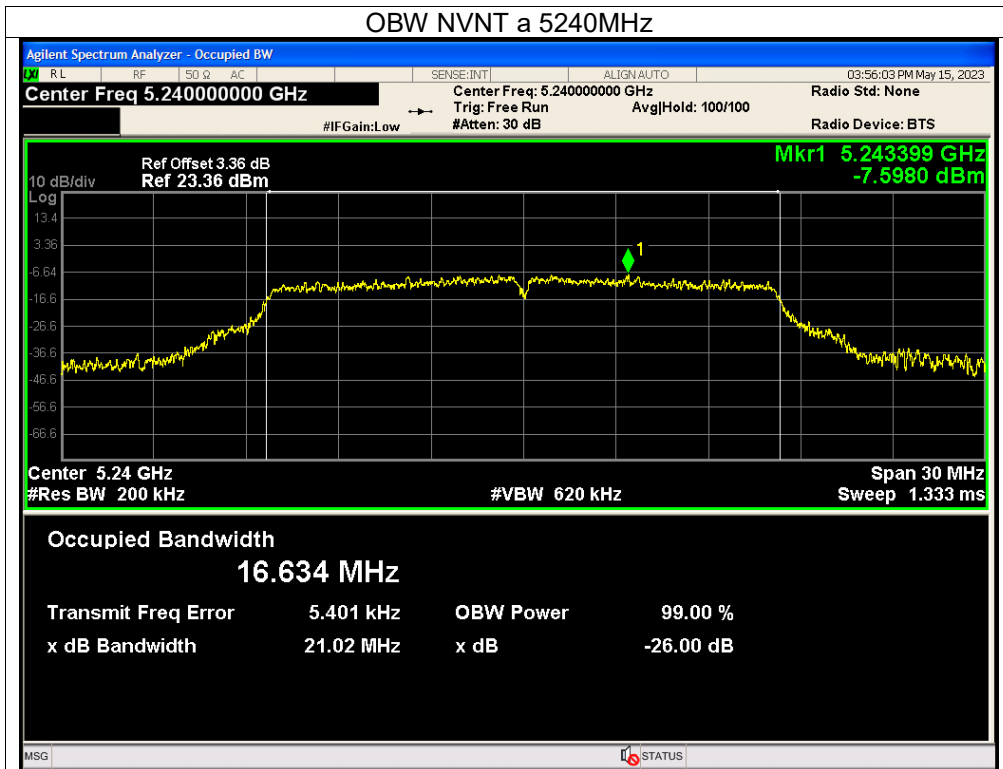 OBW NVNT a 5240MHz
Agilent Spectrum Analyzer - Occupied BW
LXI RL RF 50 Ω AC SENSE:INT ALIGN AUTO 03:56:03 PM May 15, 2023
Center Freq 5.240000000 GHz Center Freq: 5.240000000 GHz Radio Std: None
Trig: Free Run Avg|Hold: 100/100
#IFGain:Low #Atten: 30 dB Radio Device: BTS
Mkr1 5.243399 GHz
-7.5980 dBm
Ref Offset 3.36 dB
10 dB/div Ref 23.36 dBm
Log
13.4
3.36
1
-6.64
-16.6
-26.6
-36.6
-46.6
-56.6
-66.6
Center 5.24 GHz Span 30 MHz
#Res BW 200 kHz #VBW 620 kHz Sweep 1.333 ms
Occupied Bandwidth
16.634 MHz
Transmit Freq Error 5.401 kHz OBW Power 99.00 %
x dB Bandwidth 21.02 MHz x dB -26.00 dB
MSG STATUS